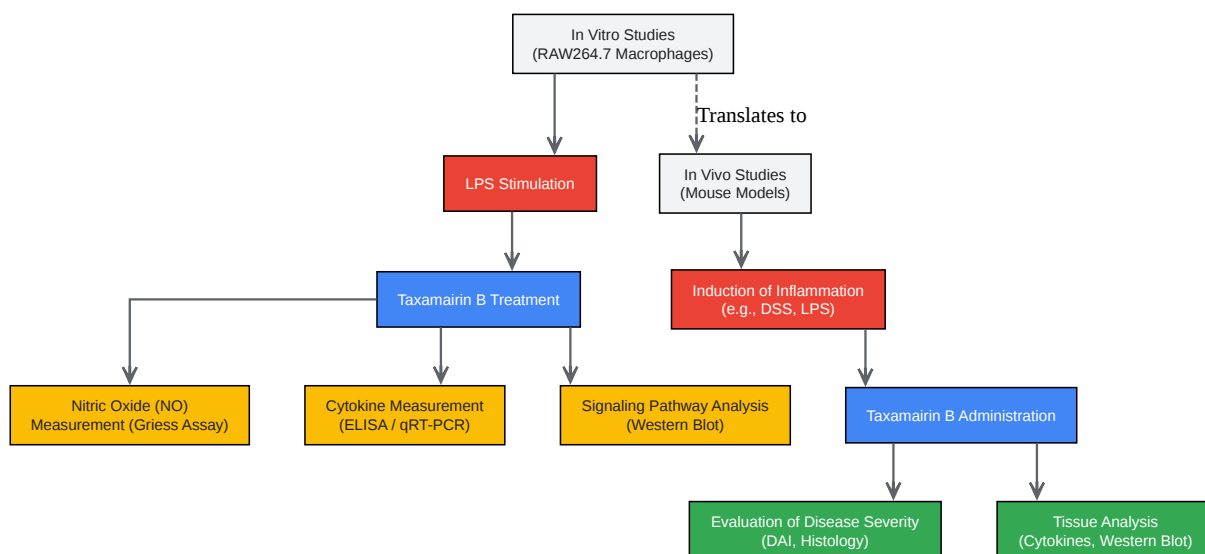 In Vitro Studies
(RAW264.7 Macrophages)
Translates to
LPS Stimulation
In Vivo Studies
(Mouse Models)
Taxamairin B Treatment
Induction of Inflammation
(e.g., DSS, LPS)
Nitric Oxide (NO)
Measurement (Griess Assay)
Cytokine Measurement
(ELISA / qRT-PCR)
Signaling Pathway Analysis
(Western Blot)
Taxamairin B Administration
Evaluation of Disease Severity
(DAI, Histology)
Tissue Analysis
(Cytokines, Western Blot)